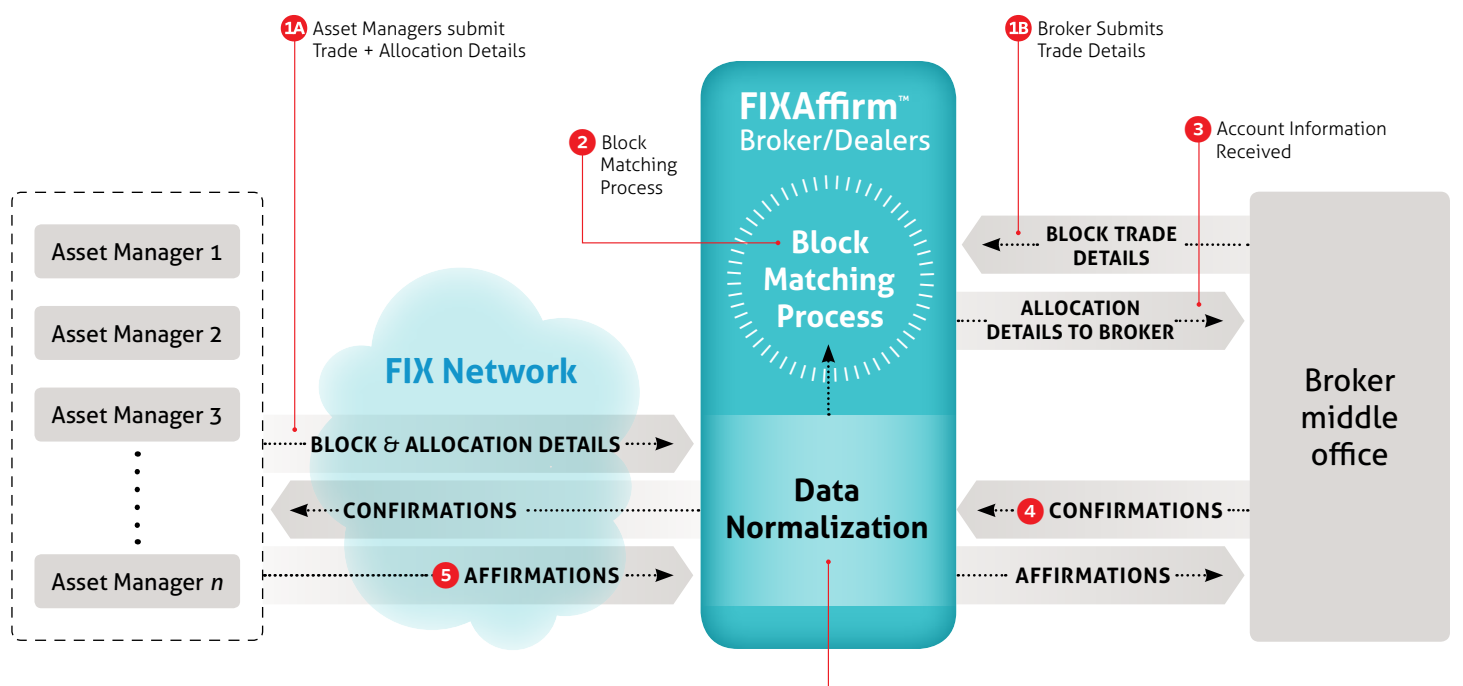 1A Asset Managers submit
Trade + Allocation Details
1B Broker Submits
Trade Details
2 Block
Matching
Process
3 Account Information
Received
FIXAffirm™
Broker/Dealers
Block
Matching
Process
Data
Normalization
Asset Manager 1
Asset Manager 2
Asset Manager 3
Asset Manager n
FIX Network
BLOCK & ALLOCATION DETAILS
CONFIRMATIONS
5 AFFIRMATIONS
BLOCK TRADE
DETAILS
ALLOCATION
DETAILS TO BROKER
4 CONFIRMATIONS
AFFIRMATIONS
Broker
middle
office